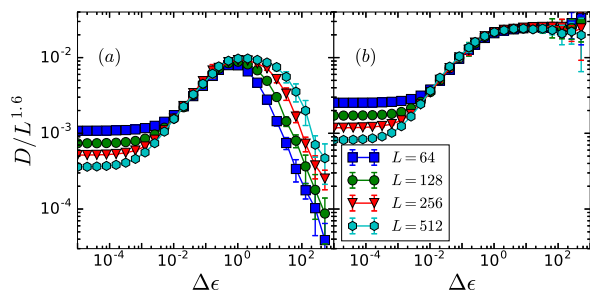 (a)
(b)
D/L^{1.6}
10^{-2}
10^{-3}
10^{-4}
L = 64
L = 128
L = 256
L = 512
10^{-4} 10^{-2} 10^{0} 10^{2}
10^{-4} 10^{-2} 10^{0} 10^{2}
Δϵ
Δϵ